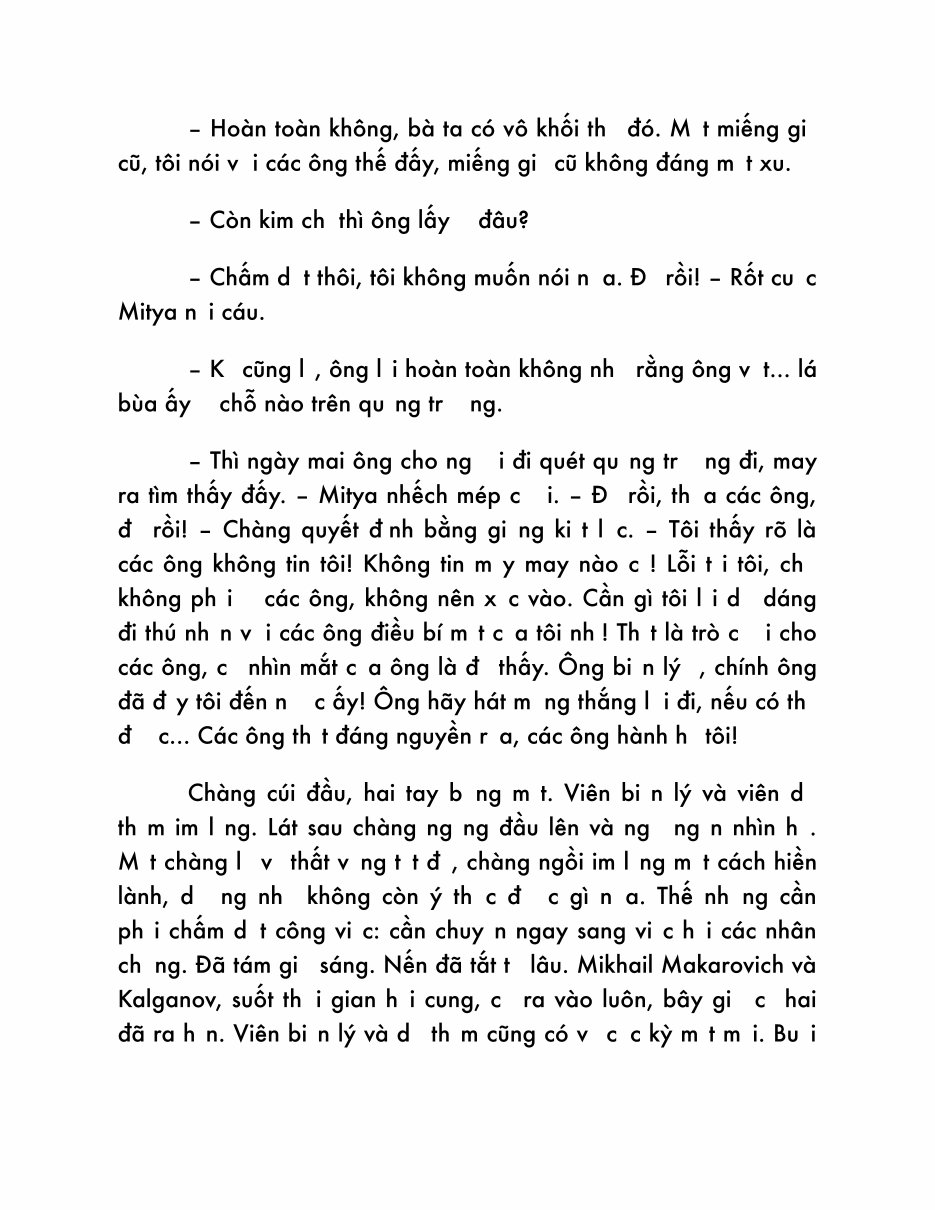 – Hoàn toàn không, bà ta có vô khối th đó. M t miếng gi
cũ, tôi nói v i các ông thế đấy, miếng gi cũ không đáng m t xu.
– Còn kim ch thì ông lấy đâu?
– Chấm d t thôi, tôi không muốn nói n a. Đ rồi! – Rốt cu c
Mitya n i cáu.
– K cũng l , ông l i hoàn toàn không nh rằng ông v t... lá
bùa ấy chỗ nào trên qu ng tr ng.
– Thì ngày mai ông cho ng i đi quét qu ng tr ng đi, may
ra tìm thấy đấy. – Mitya nhếch mép c i. – Đ rồi, th a các ông,
đ rồi! – Chàng quyết đ nh bằng gi ng ki t l c. – Tôi thấy rõ là
các ông không tin tôi! Không tin m y may nào c ! Lỗi t i tôi, ch
không ph i các ông, không nên x c vào. Cần gì tôi l i d dáng
đi thú nh n v i các ông điều bí m t c a tôi nh ! Th t là trò c i cho
các ông, c nhìn mắt c a ông là đ thấy. Ông bi n lý , chính ông
đã đ y tôi đến n c ấy! Ông hãy hát m ng thắng l i đi, nếu có th
đ c... Các ông th t đáng nguyền r a, các ông hành h tôi!
Chàng cúi đầu, hai tay b ng m t. Viên bi n lý và viên d
th m im l ng. Lát sau chàng ng ng đầu lên và ng ng n nhìn h .
M t chàng l v thất v ng t t đ , chàng ngồi im l ng m t cách hiền
lành, d ng nh không còn ý th c đ c gì n a. Thế nh ng cần
ph i chấm d t công vi c: cần chuy n ngay sang vi c h i các nhân
ch ng. Đã tám gi sáng. Nến đã tắt t lâu. Mikhail Makarovich và
Kalganov, suốt th i gian h i cung, c ra vào luôn, bây gi c hai
đã ra h n. Viên bi n lý và d th m cũng có v c c kỳ m t m i. Bu i